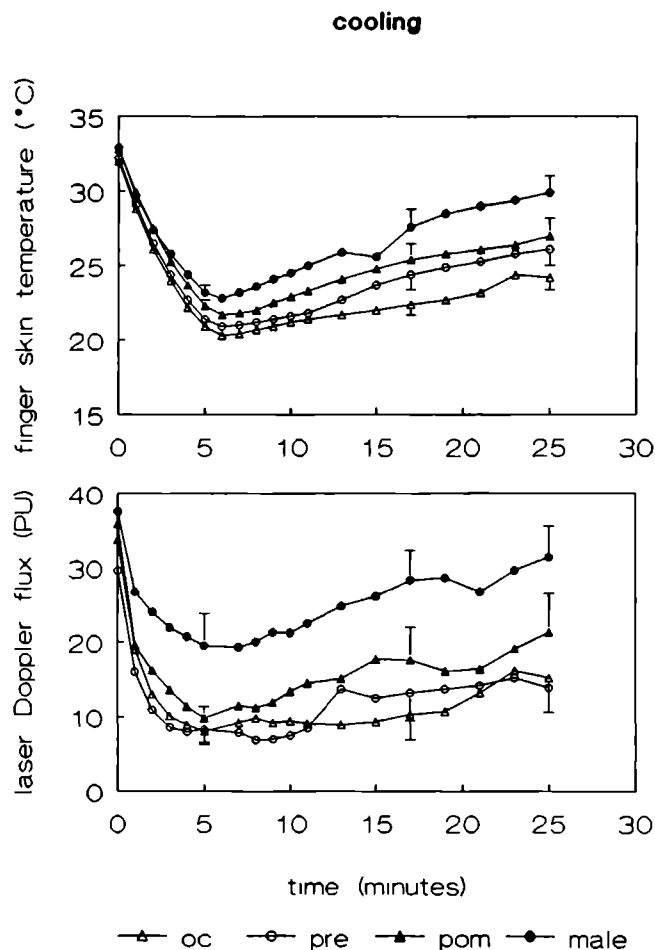 cooling
finger skin temperature (°C)
35
30
25
20
15
0 5 10 15 20 25 30
laser Doppler flux (PU)
40
30
20
10
0
0 5 10 15 20 25 30
time (minutes)
oc pre pom male